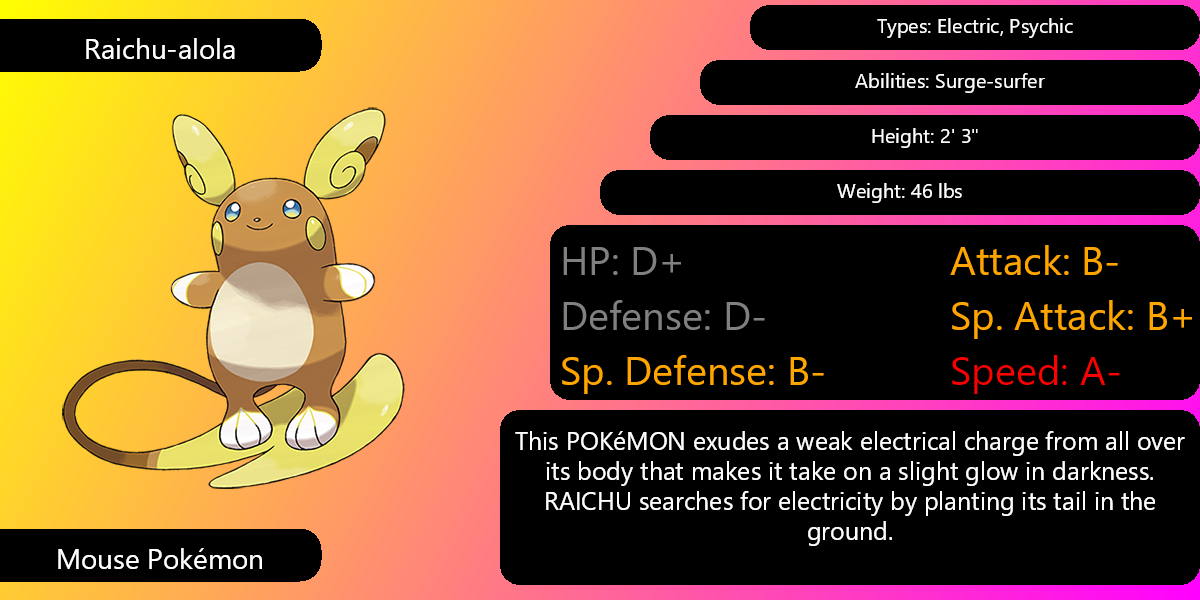 Raichu-alola
Types: Electric, Psychic
Abilities: Surge-surfer
Height: 2' 3"
Weight: 46 lbs
HP: D+
Attack: B-
Defense: D-
Sp. Attack: B+
Sp. Defense: B-
Speed: A-
This POKéMON exudes a weak electrical charge from all over
its body that makes it take on a slight glow in darkness.
RAICHU searches for electricity by planting its tail in the
ground.
Mouse Pokémon